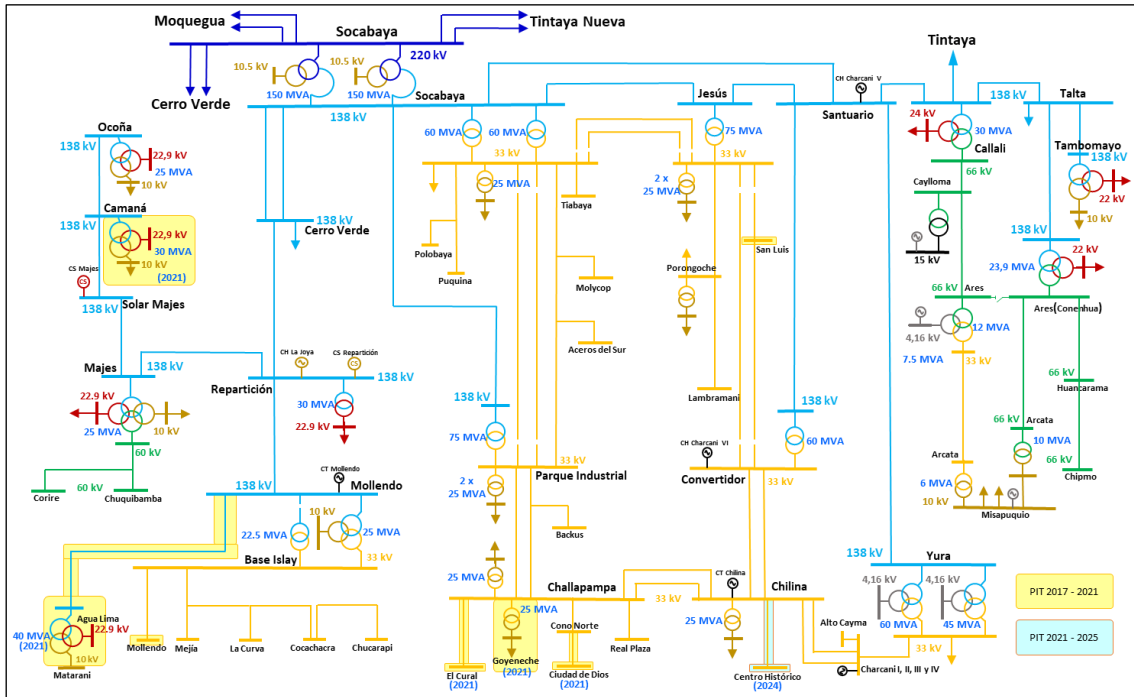 Moquegua
Tintaya Nueva
Socabaya
220 kV
10.5 kV
10.5 kV
150 MVA
150 MVA
Cerro Verde
Socabaya
138 kV
Jesús
Santuario
CH Charcani V
Tintaya
138 kV
Talta
Ocoña
138 kV
22,9 kV
25 MVA
10 kV
Camaná
138 kV
22,9 kV
30 MVA
10 kV
(2021)
CS Majes
CS
Solar Majes
138 kV
60 MVA
60 MVA
33 kV
25 MVA
Tiabaya
Polobaya
Puquina
Molycop
Aceros del Sur
138 kV
Cerro Verde
75 MVA
33 kV
2 x
25 MVA
San Luis
Porongoche
Lambramani
24 kV
30 MVA
Callali
66 kV
Caylloma
15 kV
Tambomayo
138 kV
22 kV
10 kV
138 kV
22 kV
23,9 MVA
66 kV
Ares
Ares(Conenhua)
4,16 kV
12 MVA
7.5 MVA
33 kV
66 kV
Huancarama
66 kV
Arcata
10 MVA
66 kV
Chipmo
Arcata
6 MVA
10 kV
Misapuquio
Majes
138 kV
22.9 kV
25 MVA
10 kV
60 kV
60 kV
Corire
Chuquibamba
CH La Joya
CS Repartición
CS
Repartición
138 kV
30 MVA
22.9 kV
138 kV
75 MVA
33 kV
Parque Industrial
2 x
25 MVA
Backus
138 kV
60 MVA
CH Charcani VI
Convertidor
33 kV
CT Mollendo
138 kV
Mollendo
22.5 MVA
10 kV
25 MVA
33 kV
Base Islay
Agua Lima
40 MVA
(2021)
22.9 kV
10 kV
Matarani
Mollendo
Mejía
La Curva
Cocachacra
Chucarapi
25 MVA
Challapampa
33 kV
25 MVA
Cono Norte
El Cural
(2021)
Goyeneche
(2021)
Ciudad de Dios
(2021)
Real Plaza
CT Chilina
Chilina
25 MVA
Centro Histórico
(2024)
Alto Cayma
Charcani I, II, III y IV
138 kV
Yura
4,16 kV
4,16 kV
60 MVA
45 MVA
33 kV
PIT 2017 - 2021
PIT 2021 - 2025